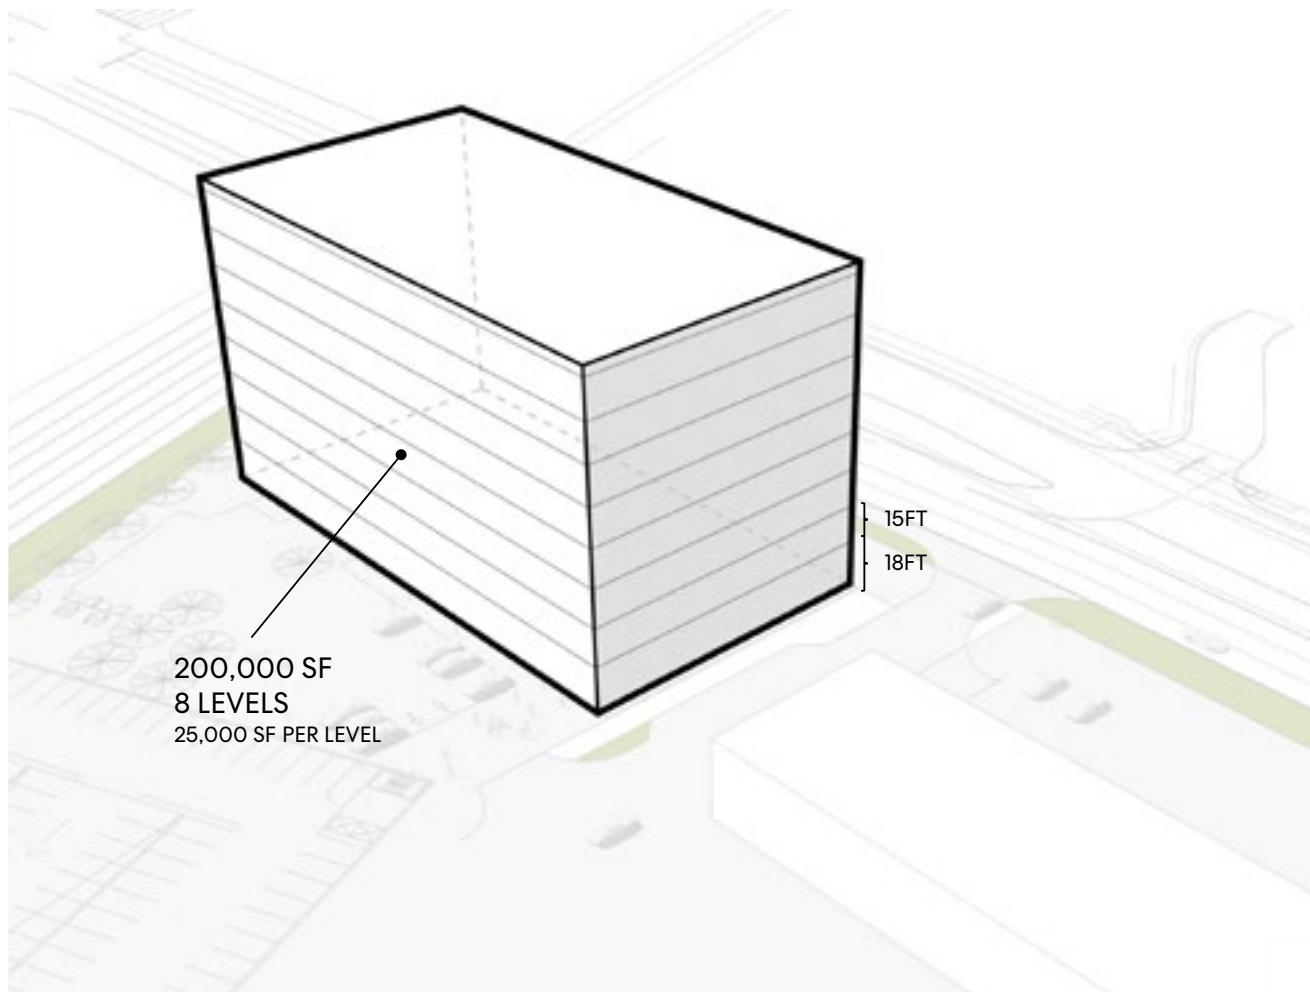 15FT
18FT
200,000 SF
8 LEVELS
25,000 SF PER LEVEL